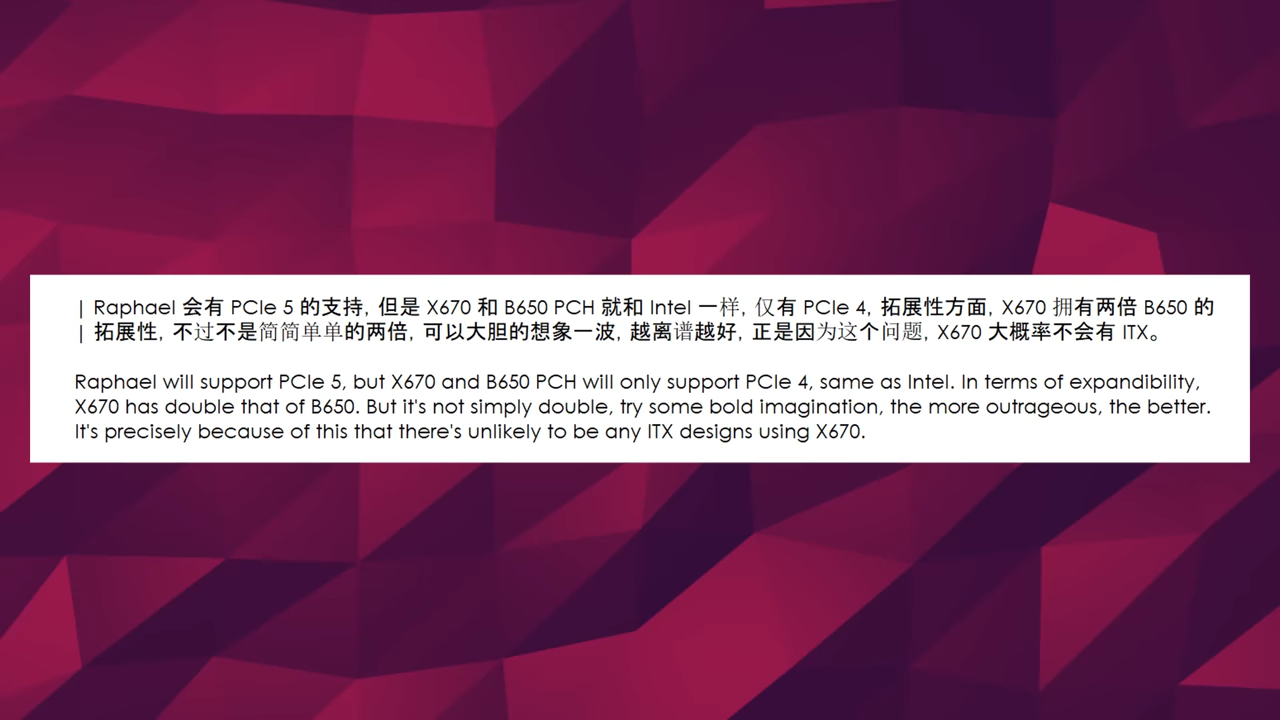 | Raphael 会有 PCIe 5 的支持, 但是 X670 和 B650 PCH 就和 Intel 一样, 仅有 PCIe 4, 拓展性方面, X670 拥有两倍 B650 的
| 拓展性, 不过不是简简单单的两倍, 可以大胆的想象一波, 越离谱越好, 正是因为这个问题, X670 大概率不会有 ITX。
Raphael will support PCIe 5, but X670 and B650 PCH will only support PCIe 4, same as Intel. In terms of expandibility,
X670 has double that of B650. But it's not simply double, try some bold imagination, the more outrageous, the better.
It's precisely because of this that there's unlikely to be any ITX designs using X670.